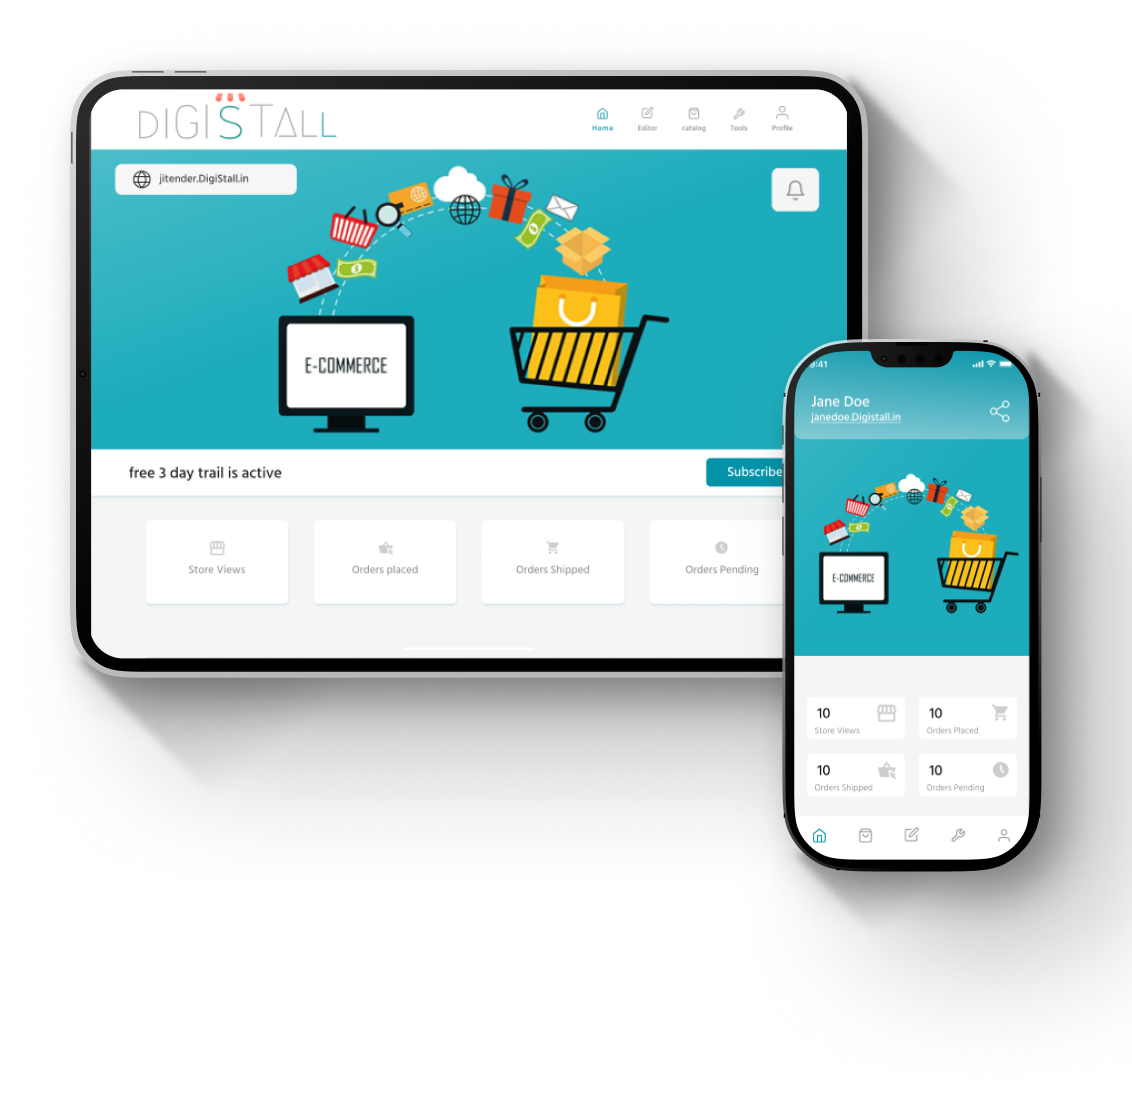 DIGISTALL
Home Editor catalog Tools Profile
jitender.DigiStall.in
E-COMMERCE
free 3 day trail is active
Subscribe
Store Views
Orders placed
Orders Shipped
Orders Pending
9:41
Jane Doe
janedoe.Digistall.in
E-COMMERCE
10
Store Views
10
Orders Placed
10
Orders Shipped
10
Orders Pending